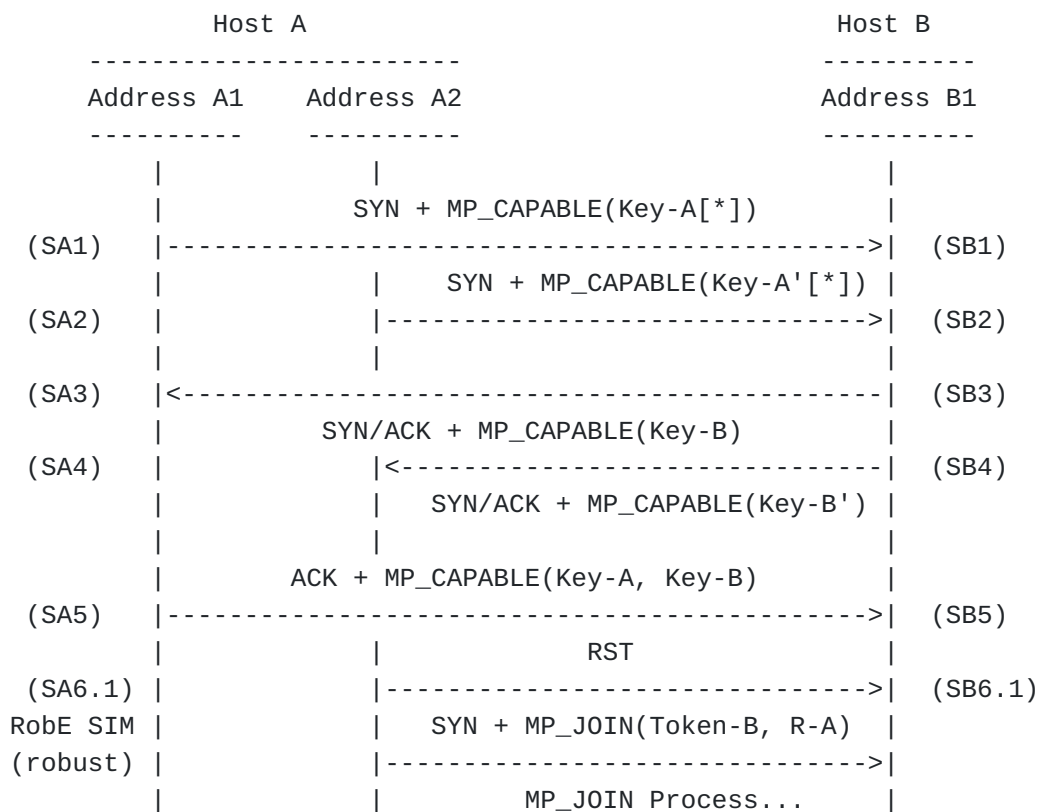 Host A                                  Host B
    ------------------------                       ----------
    Address A1    Address A2                       Address B1
    ----------    ----------                       ----------
        |             |                                |
        |            SYN + MP_CAPABLE(Key-A[*])        |
(SA1)   |--------------------------------------------->|  (SB1)
        |             |    SYN + MP_CAPABLE(Key-A'[*]) |
(SA2)   |             |------------------------------->|  (SB2)
        |             |                                |
(SA3)   |<---------------------------------------------|  (SB3)
        |          SYN/ACK + MP_CAPABLE(Key-B)         |
(SA4)   |             |<-------------------------------|  (SB4)
        |             |   SYN/ACK + MP_CAPABLE(Key-B') |
        |             |                                |
        |        ACK + MP_CAPABLE(Key-A, Key-B)        |
(SA5)   |--------------------------------------------->|  (SB5)
        |             |             RST                |
(SA6.1) |             |------------------------------->|  (SB6.1)
RobE SIM |            |   SYN + MP_JOIN(Token-B, R-A)  |
(robust) |            |------------------------------->|
        |             |         MP_JOIN Process...     |